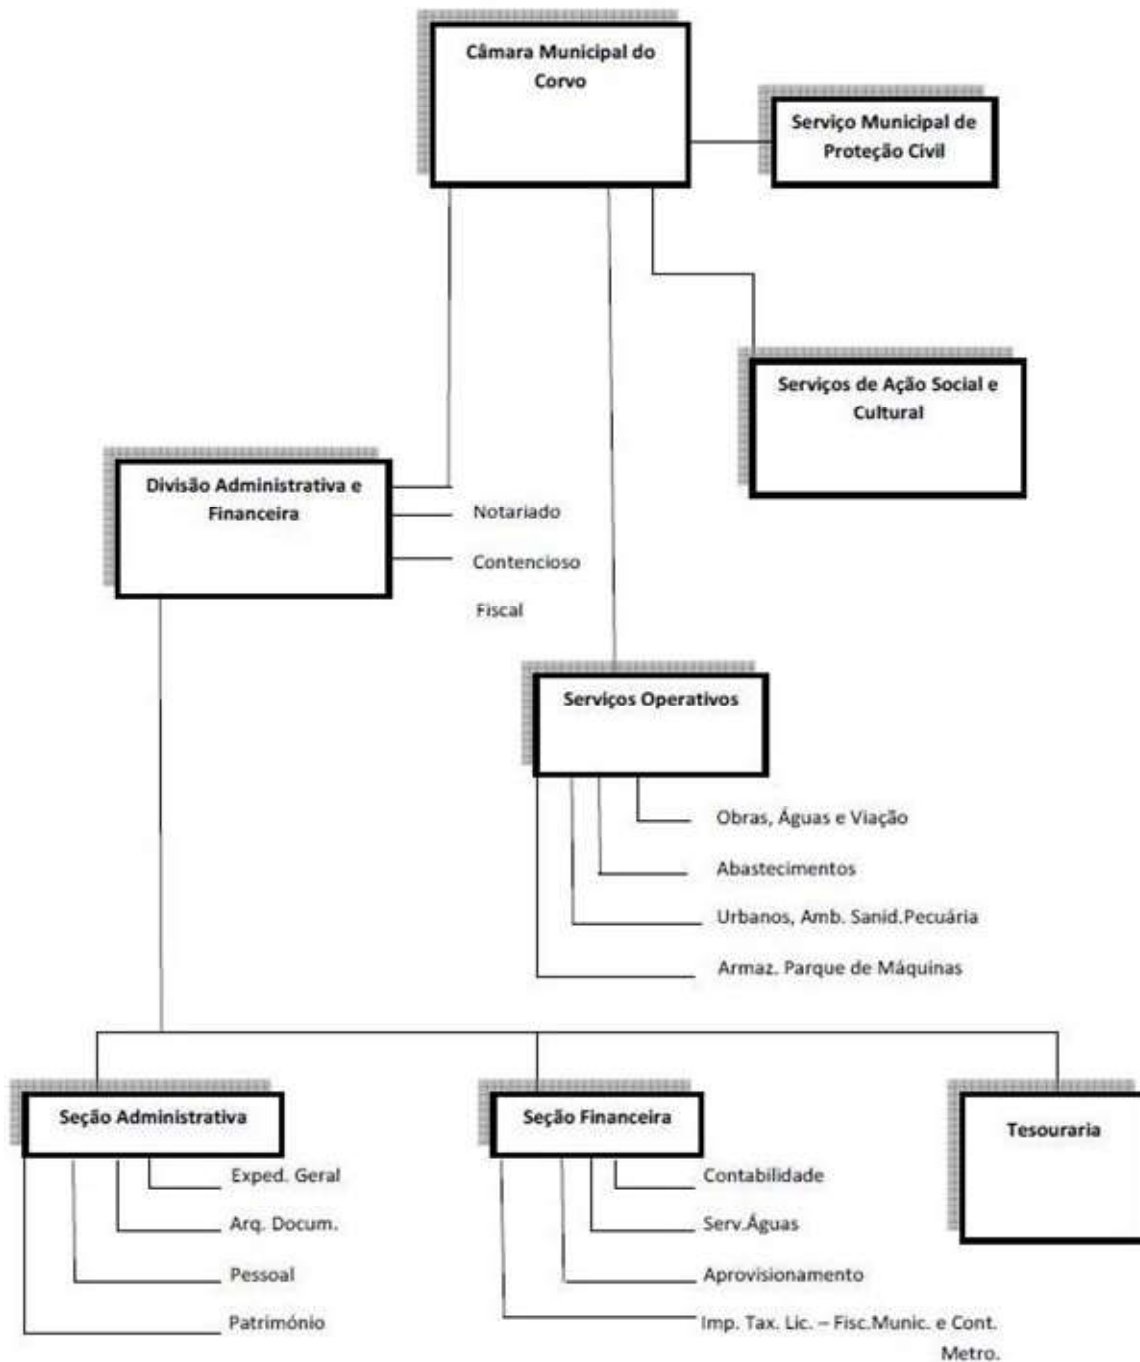 Câmara Municipal do
Corvo
Serviço Municipal de
Proteção Civil
Serviços de Ação Social e
Cultural
Divisão Administrativa e
Financeira
Notariado
Contencioso
Fiscal
Serviços Operativos
Obras, Águas e Viação
Abastecimentos
Urbanos, Amb. Sanid.Pecuária
Armaz. Parque de Máquinas
Seção Administrativa
Exped. Geral
Arq. Docum.
Pessoal
Património
Seção Financeira
Contabilidade
Serv.Águas
Aprovisionamento
Imp. Tax. Lic. – Fisc.Munic. e Cont.
Metro.
Tesouraria